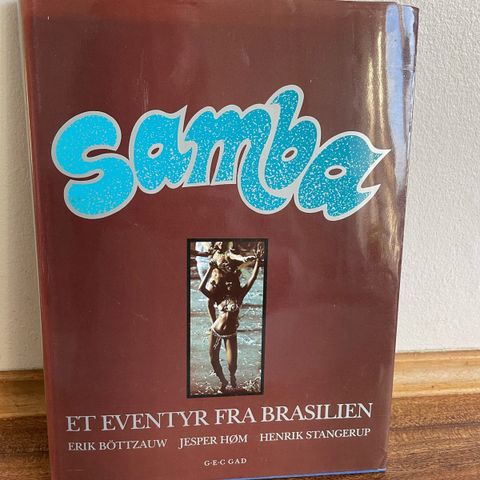 samba
ET EVENTYR FRA BRASILIEN
ERIK BÖTTZAUW JESPER HØM HENRIK STANGERUP
G·E·C GAD